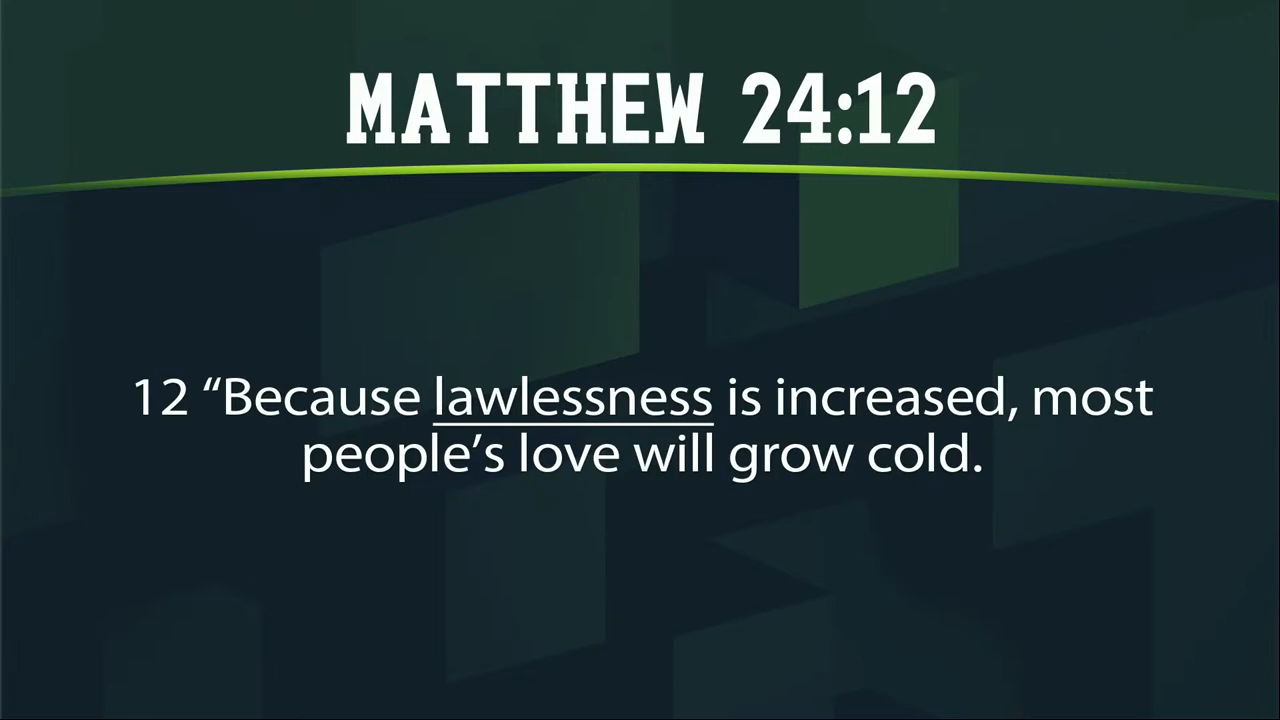 MATTHEW 24:12
12 “Because lawlessness is increased, most
people’s love will grow cold.